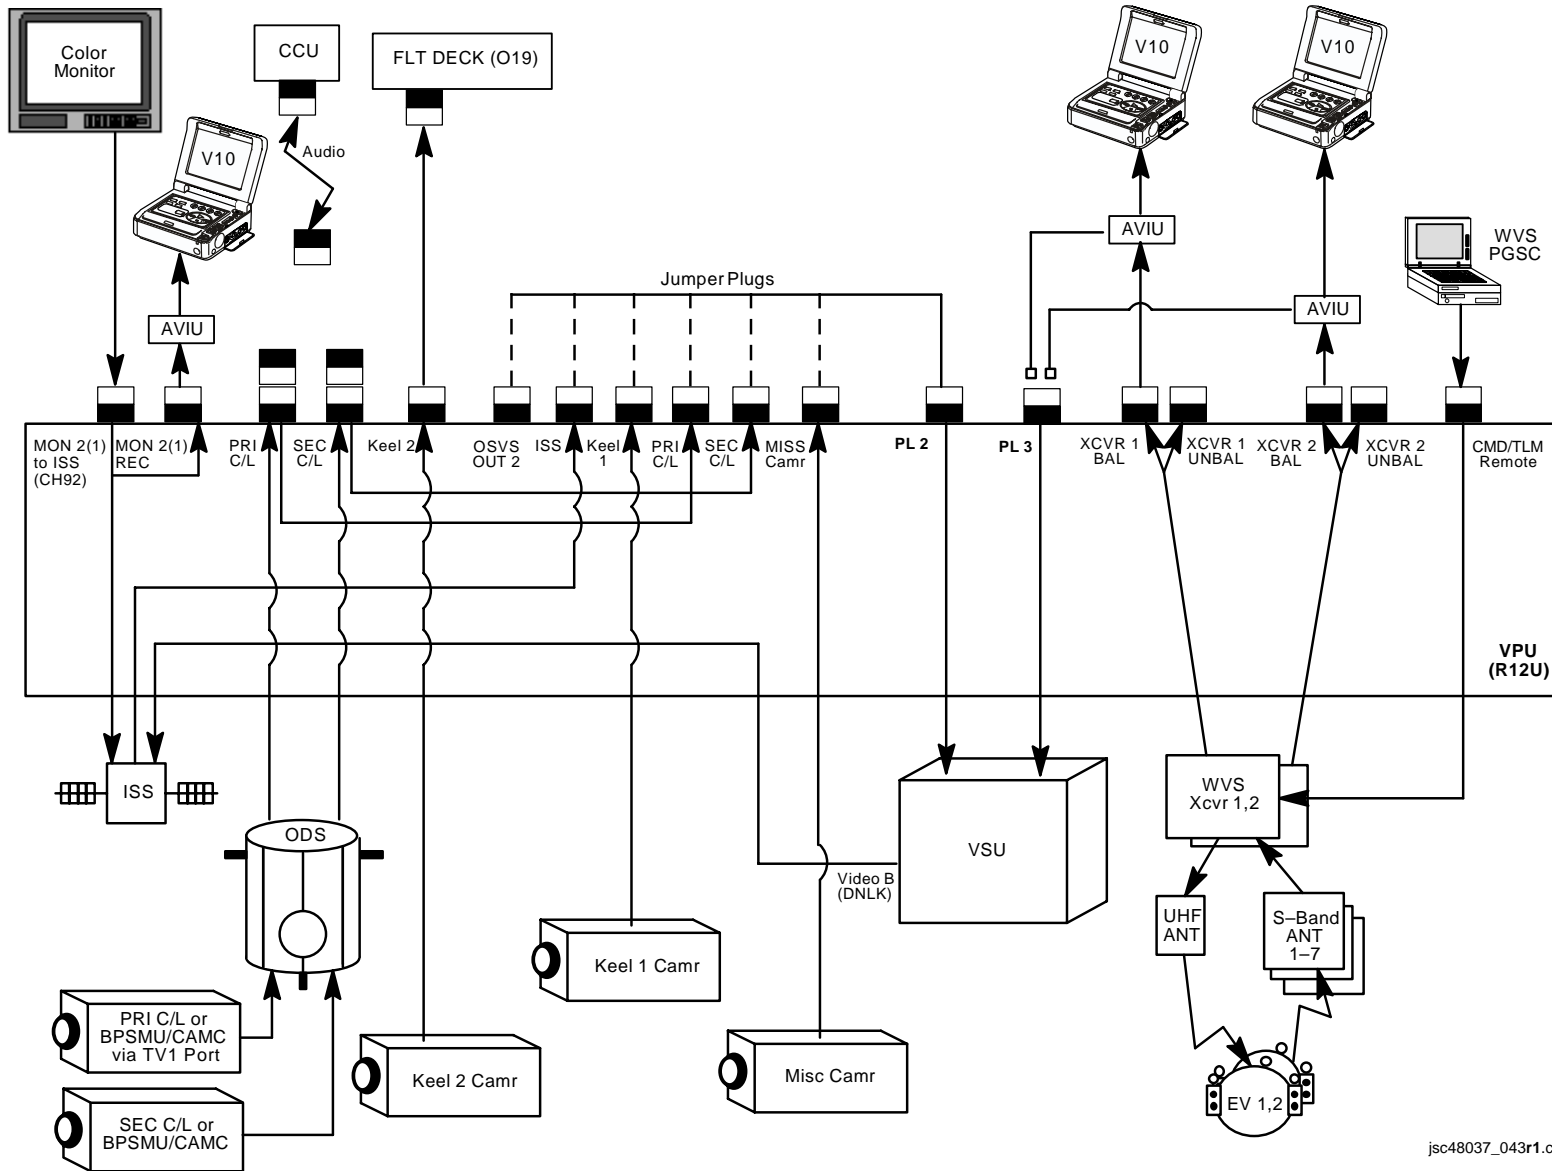 Color
Monitor
CCU
FLT DECK (O19)
V10
V10
V10
Audio
AVIU
WVS
PGSC
Jumper Plugs
AVIU
AVIU
MON 2(1)
to ISS
(CH92)
MON 2(1)
REC
PRI
C/L
SEC
C/L
Keel 2
OSVS
OUT 2
ISS
Keel
1
PRI
C/L
SEC
C/L
MISS
Camr
PL 2
PL 3
XCVR 1
BAL
XCVR 1
UNBAL
XCVR 2
BAL
XCVR 2
UNBAL
CMD/TLM
Remote
VPU
(R12U)
ISS
WVS
Xcvr 1,2
ODS
VSU
Video B
(DNLK)
UHF
ANT
S–Band
ANT
1–7
Keel 1 Camr
PRI C/L or
BPSMU/CAMC
via TV1 Port
Keel 2 Camr
Misc Camr
EV 1,2
SEC C/L or
BPSMU/CAMC
jsc48037_043r1.c